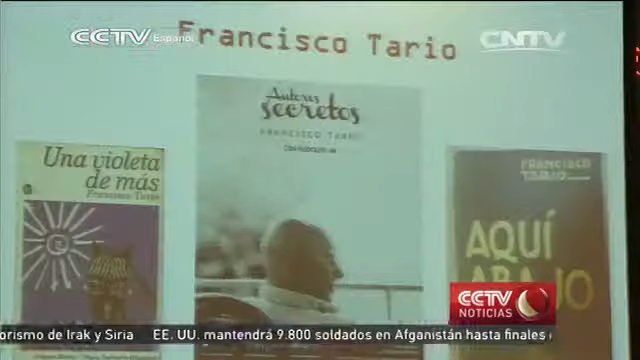 CCTV Español
CNTV
Francisco Tario
Autores
secretos
FRANCISCO TARIO
Una violeta
de más
Francisco Tario
FRANCISCO
TARIO
AQUÍ
ABAJO
CCTV
NOTICIAS
orismo de Irak y Siria EE. UU. mantendrá 9.800 soldados en Afganistán hasta finales